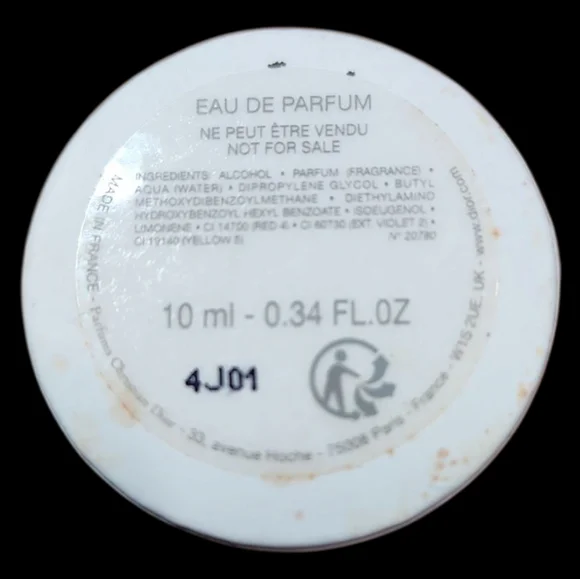 EAU DE PARFUM
NE PEUT ÊTRE VENDU
NOT FOR SALE
INGREDIENTS: ALCOHOL • PARFUM (FRAGRANCE) •
AQUA (WATER) • DIPROPYLENE GLYCOL • BUTYL
METHOXYDIBENZOYLMETHANE • DIETHYLAMINO
HYDROXYBENZOYL HEXYL BENZOATE • ISOEUGENOL •
LIMONENE • CI 14700 (RED 4) • CI 60730 (EXT. VIOLET 2) •
CI 19140 (YELLOW 5) N° 20780
10 ml - 0.34 FL.OZ
4J01
MADE IN FRANCE - Parfums Christian Dior - 33, avenue Hoche - 75008 Paris - France - W1S 2UE, UK - www.dior.com